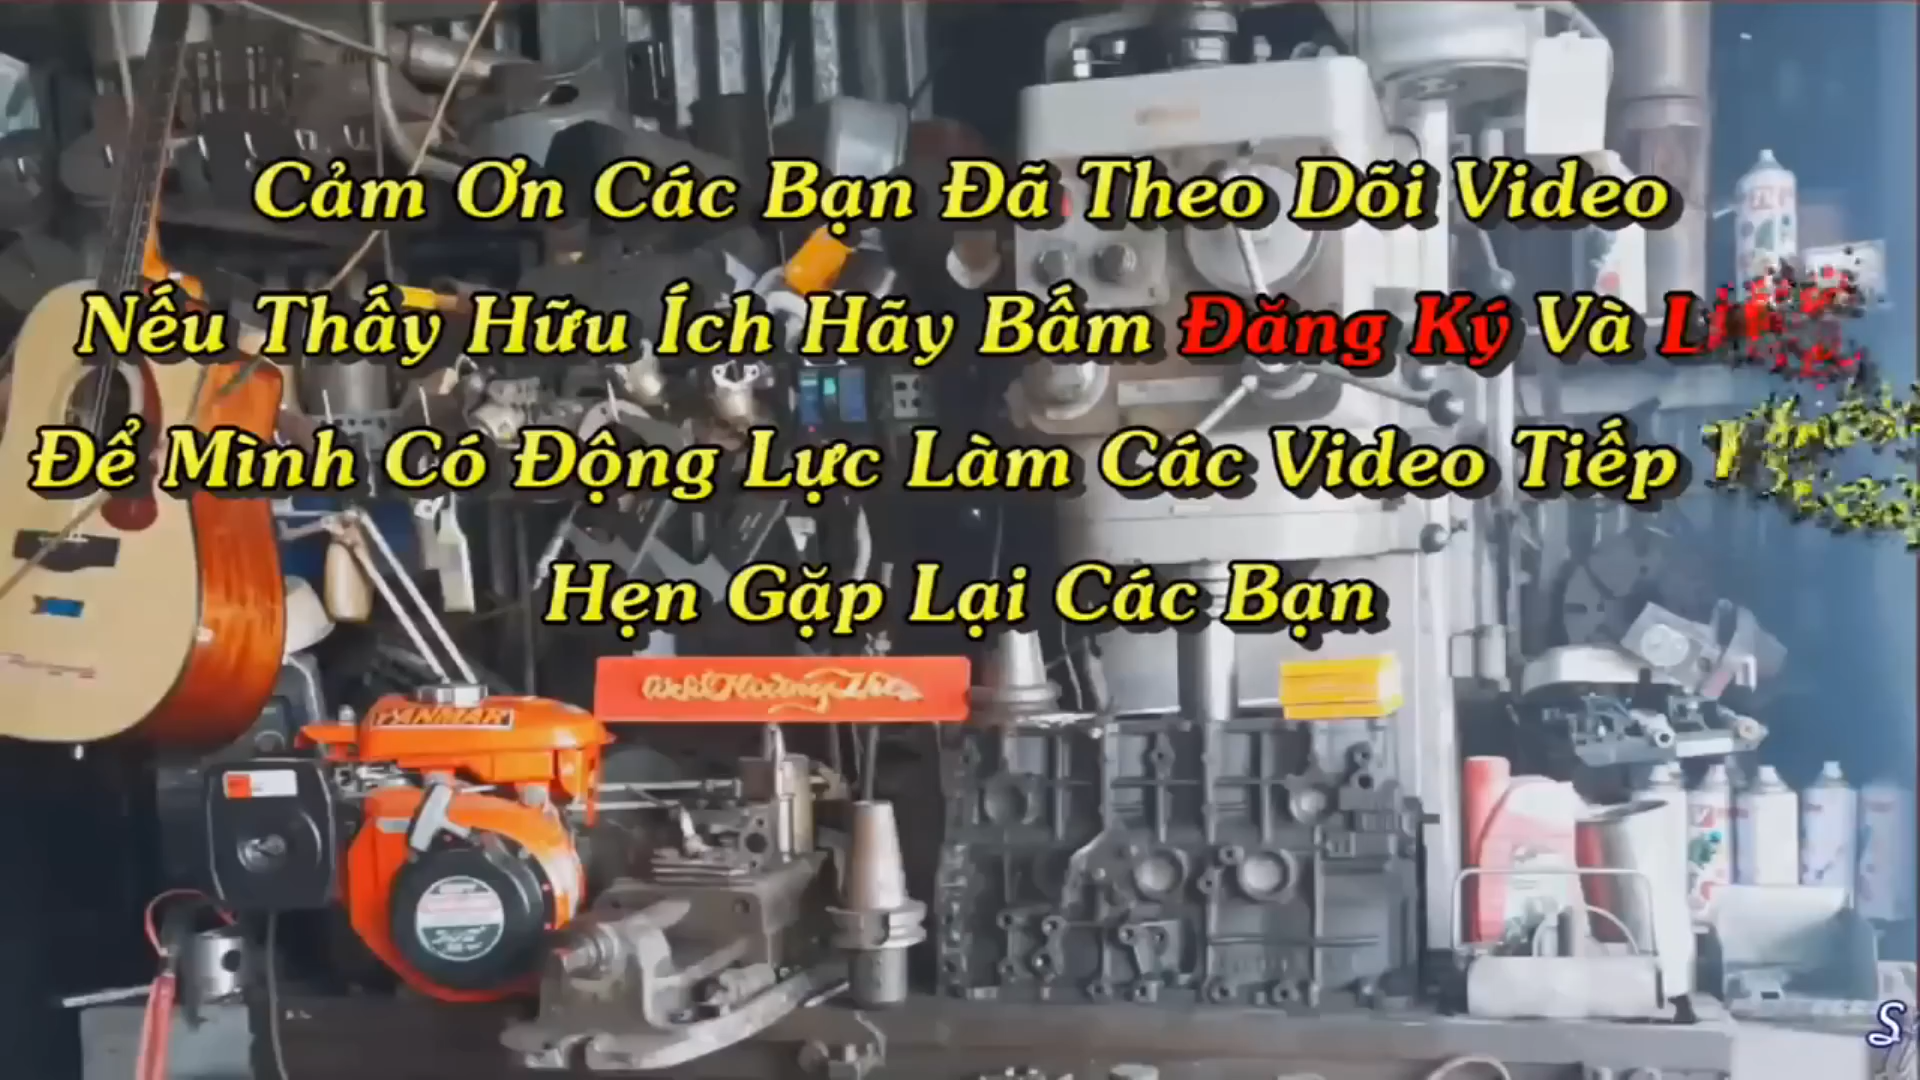 Cảm Ơn Các Bạn Đã Theo Dõi Video
Nếu Thấy Hữu Ích Hãy Bấm Đăng Ký Và
Để Mình Có Động Lực Làm Các Video Tiếp
Hẹn Gặp Lại Các Bạn
YANMAR